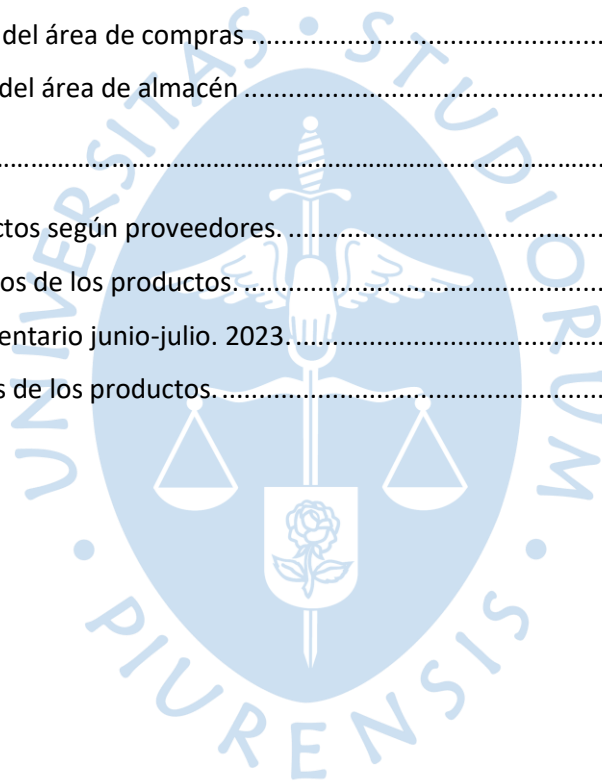 del área de compras ........................................................
del área de almacén ........................................................
........................................................................................................
ctos según proveedores. ..................................................
os de los productos. ........................................................
entario junio-julio. 2023. ..................................................
s de los productos. ..........................................................
UNIVERSITAS • STUDIORUM • PIURENSIS •